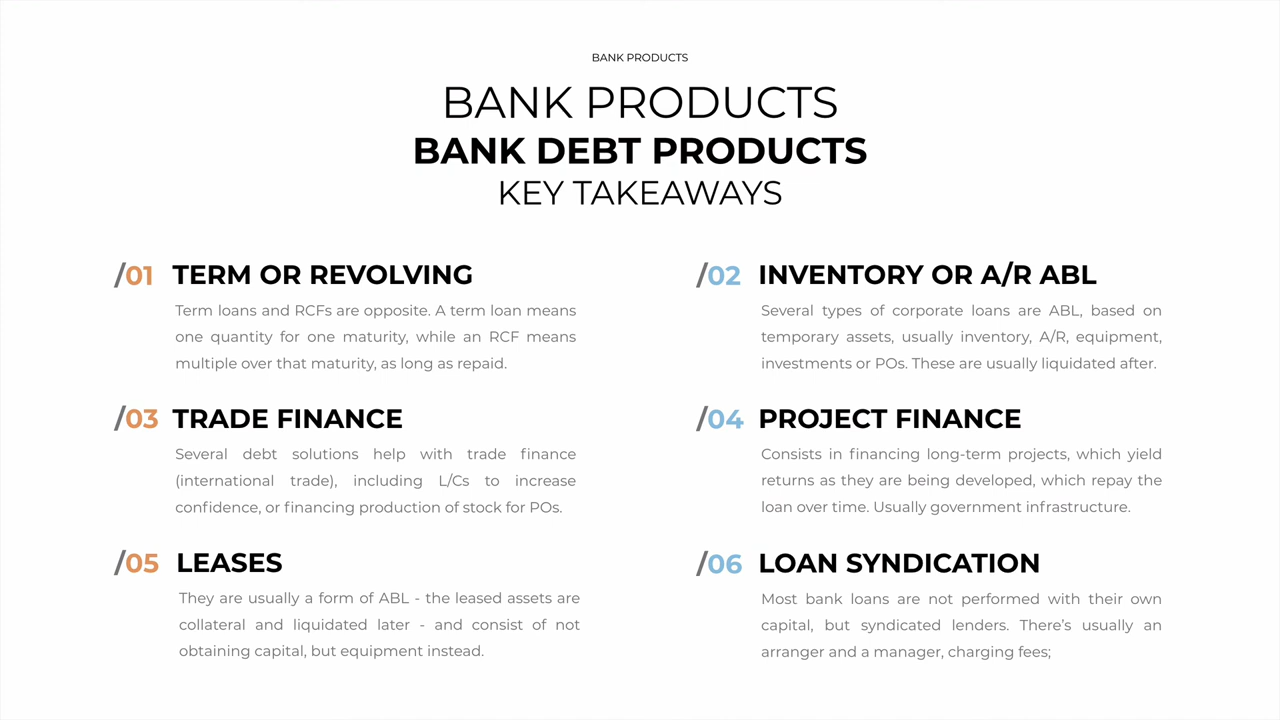 BANK PRODUCTS
BANK PRODUCTS
BANK DEBT PRODUCTS
KEY TAKEAWAYS
/01 TERM OR REVOLVING
Term loans and RCFs are opposite. A term loan means
one quantity for one maturity, while an RCF means
multiple over that maturity, as long as repaid.
/02 INVENTORY OR A/R ABL
Several types of corporate loans are ABL, based on
temporary assets, usually inventory, A/R, equipment,
investments or POs. These are usually liquidated after.
/03 TRADE FINANCE
Several debt solutions help with trade finance
(international trade), including L/Cs to increase
confidence, or financing production of stock for POs.
/04 PROJECT FINANCE
Consists in financing long-term projects, which yield
returns as they are being developed, which repay the
loan over time. Usually government infrastructure.
/05 LEASES
They are usually a form of ABL - the leased assets are
collateral and liquidated later - and consist of not
obtaining capital, but equipment instead.
/06 LOAN SYNDICATION
Most bank loans are not performed with their own
capital, but syndicated lenders. There's usually an
arranger and a manager, charging fees;